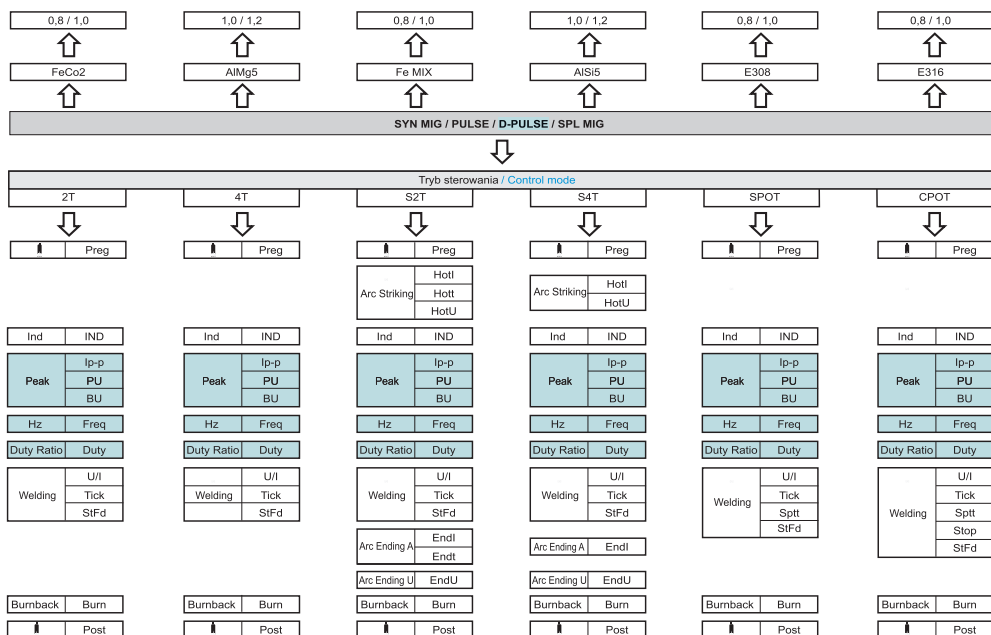 0,8 / 1,0 1,0 / 1,2 0,8 / 1,0 1,0 / 1,2 0,8 / 1,0 0,8 / 1,0
FeCo2 AlMg5 Fe MIX AlSi5 E308 E316
SYN MIG / PULSE / D-PULSE / SPL MIG
Tryb sterowania / Control mode
2T 4T S2T S4T SPOT CPOT
Preg Preg Preg Preg Preg Preg
Arc Striking HotI Hott HotU
Arc Striking HotI HotU
Ind IND Ind IND Ind IND Ind IND Ind IND Ind IND
Peak Ip-p PU BU
Peak Ip-p PU BU
Peak Ip-p PU BU
Peak Ip-p PU BU
Peak Ip-p PU BU
Peak Ip-p PU BU
Hz Freq Hz Freq Hz Freq Hz Freq Hz Freq Hz Freq
Duty Ratio Duty Duty Ratio Duty Duty Ratio Duty Duty Ratio Duty Duty Ratio Duty Duty Ratio Duty
Welding U/I Tick StFd
Welding U/I Tick StFd
Welding U/I Tick StFd
Welding U/I Tick StFd
Welding U/I Tick Sptt StFd
Welding U/I Tick Sptt Stop StFd
Arc Ending A EndI Endt
Arc Ending A EndI
Arc Ending U EndU Arc Ending U EndU
Burnback Burn Burnback Burn Burnback Burn Burnback Burn Burnback Burn Burnback Burn
Post Post Post Post Post Post